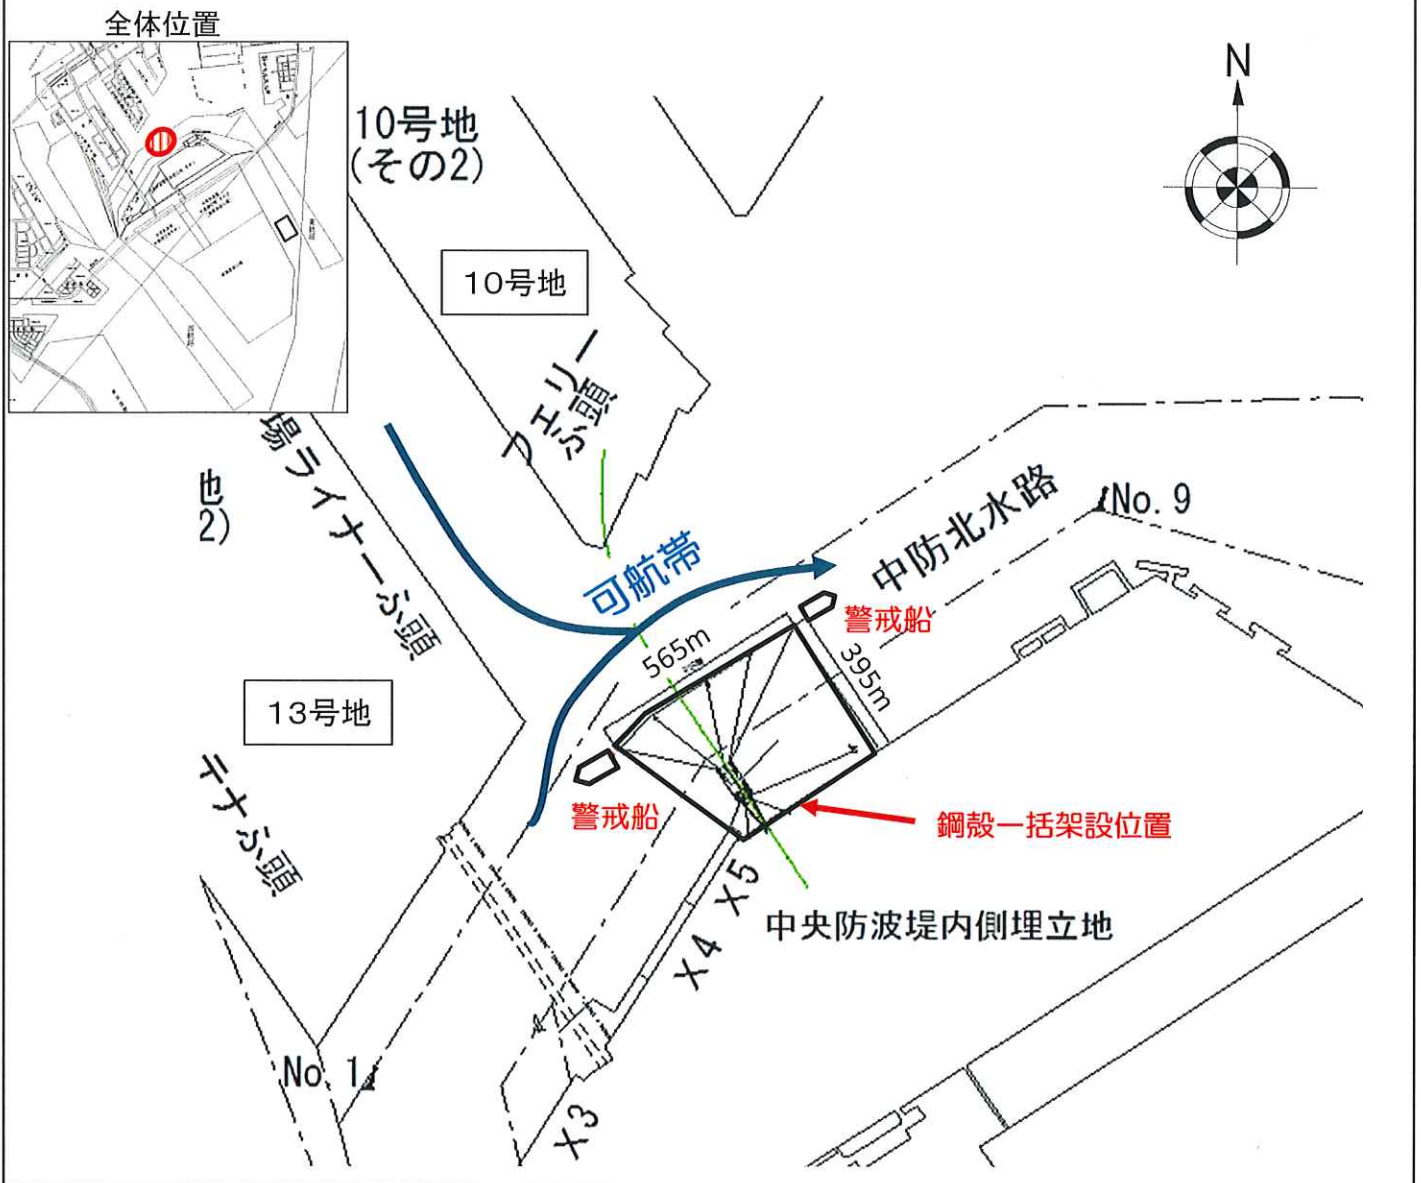 全体位置
N
10号地
(その2)
10号地
フェリー
ふ頭
場ライナーふ頭
2)
可航帯
中防北水路
No. 9
警戒船
565m
395m
13号地
テナふ頭
警戒船
鋼殻一括架設位置
X5
中央防波堤内側埋立地
X4
No. 1
X3